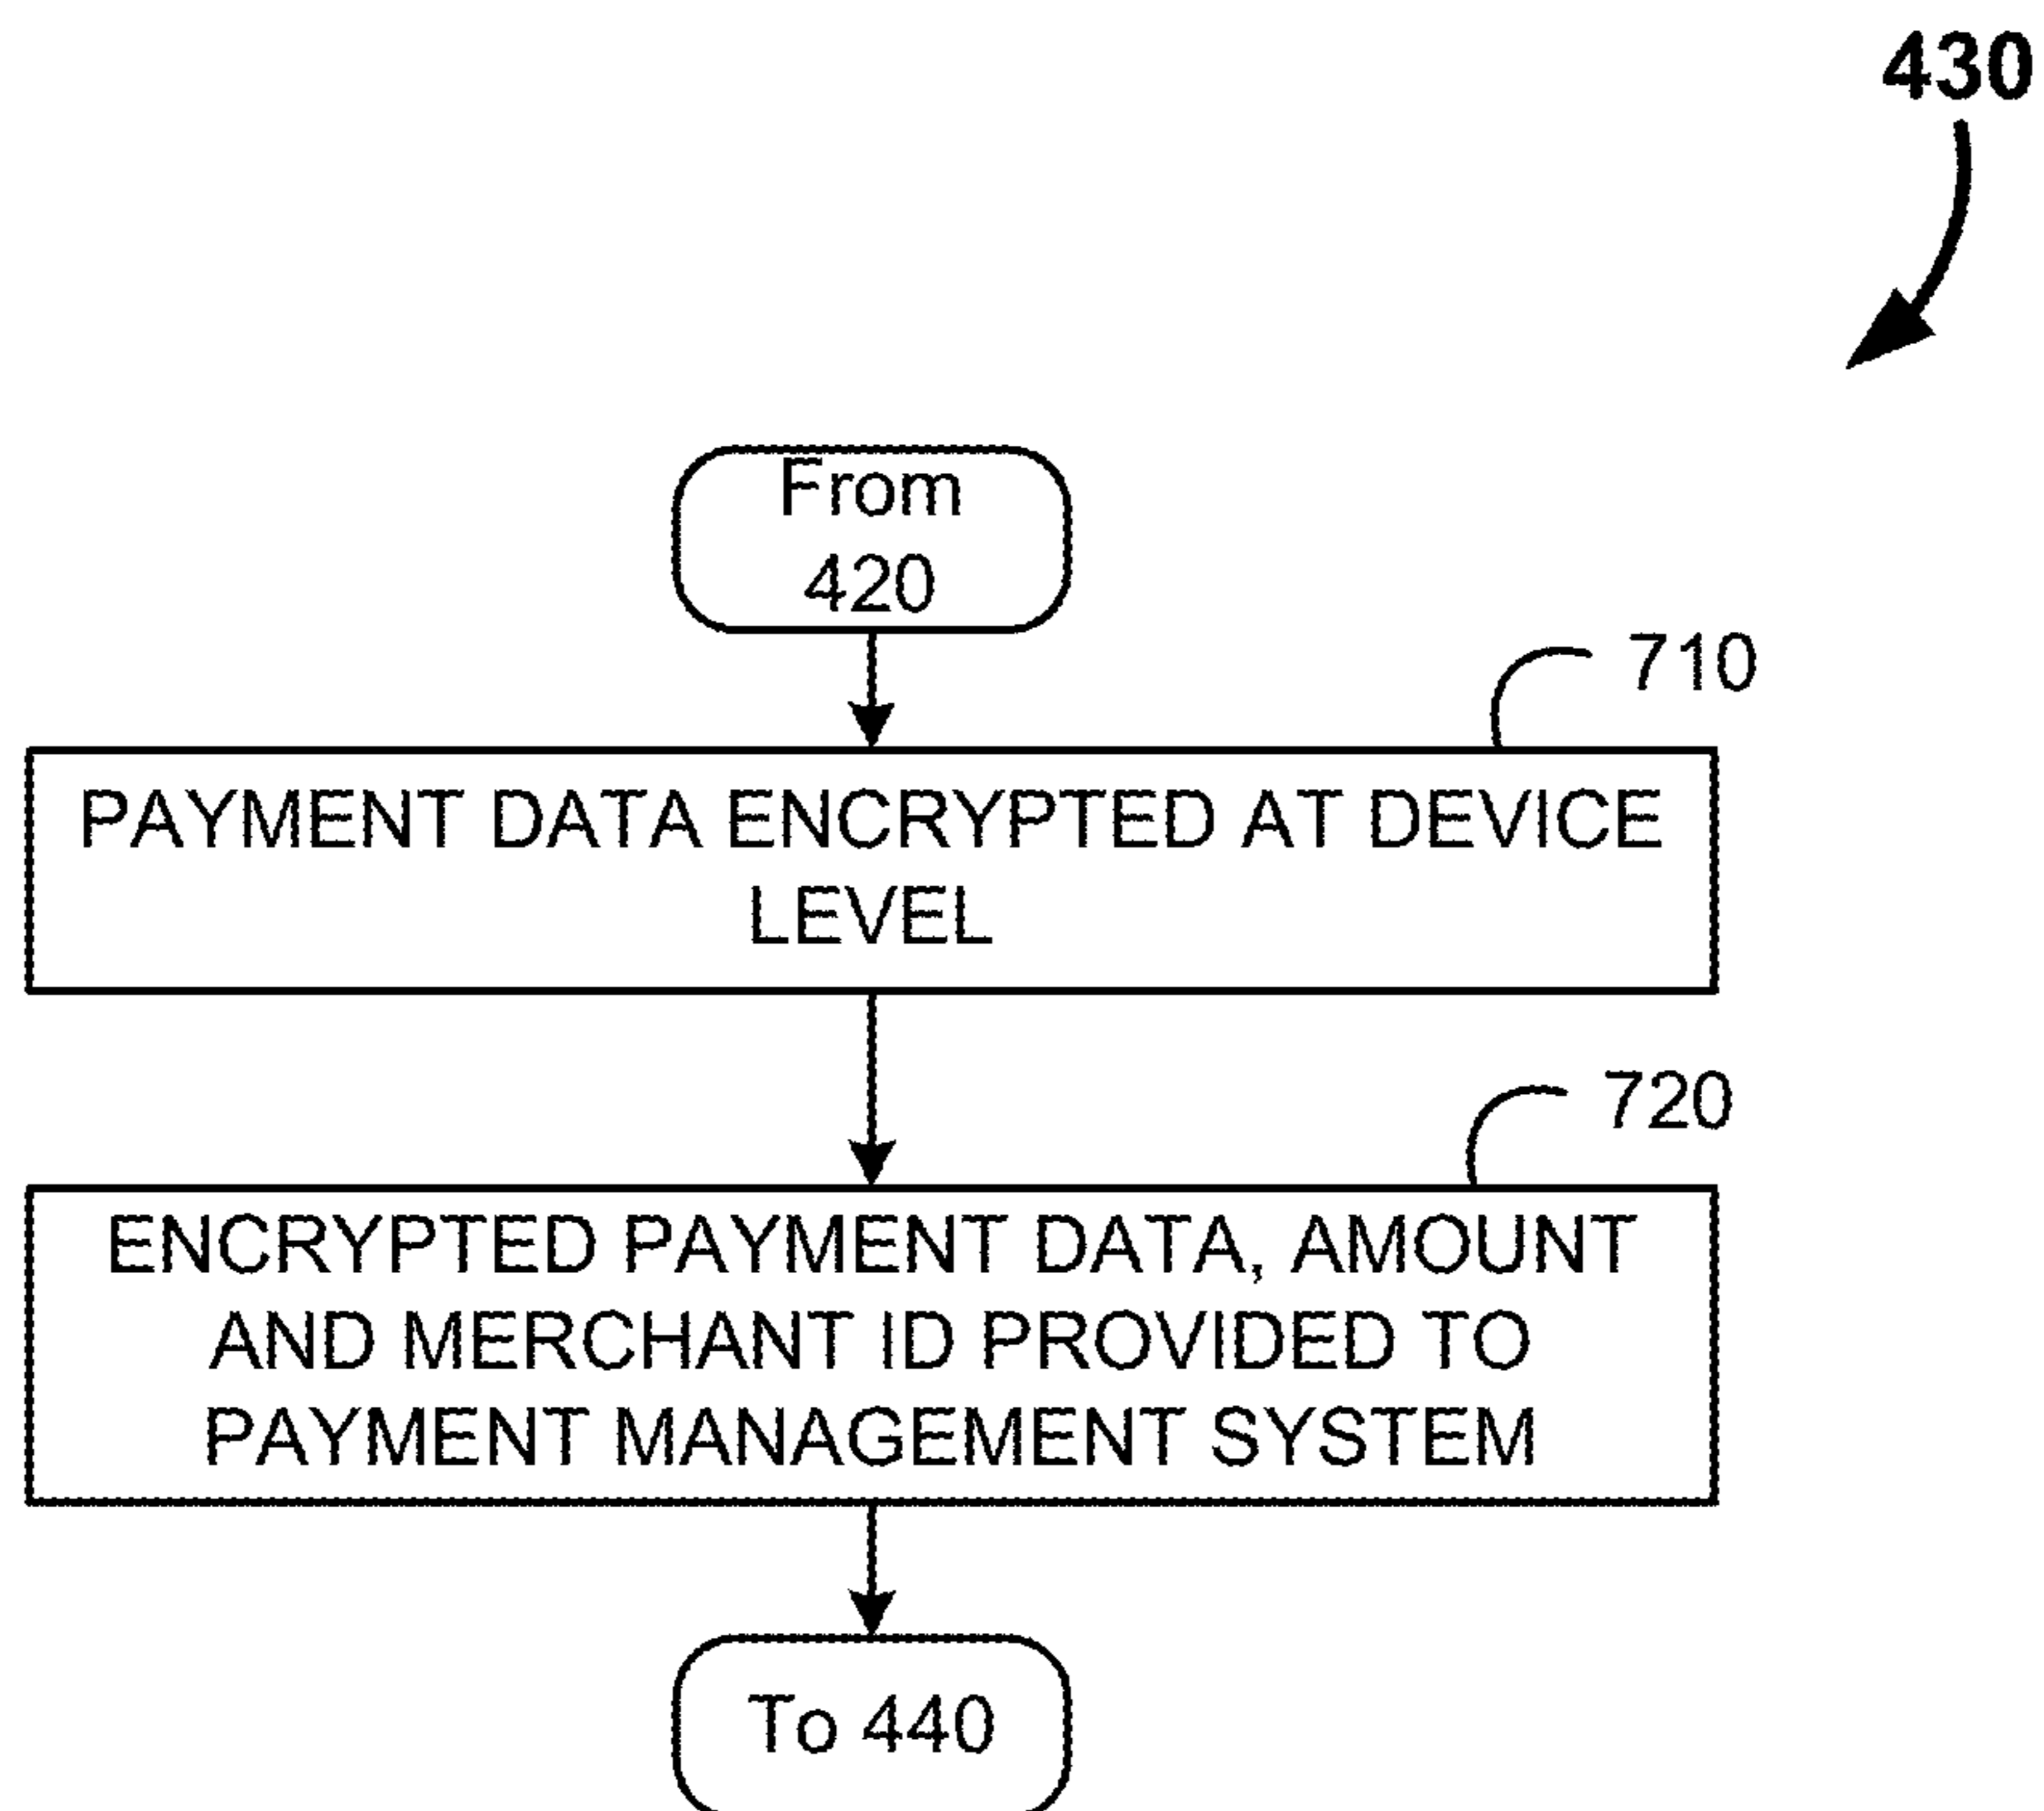 430
From
420
710
PAYMENT DATA ENCRYPTED AT DEVICE
LEVEL
720
ENCRYPTED PAYMENT DATA, AMOUNT
AND MERCHANT ID PROVIDED TO
PAYMENT MANAGEMENT SYSTEM
To 440